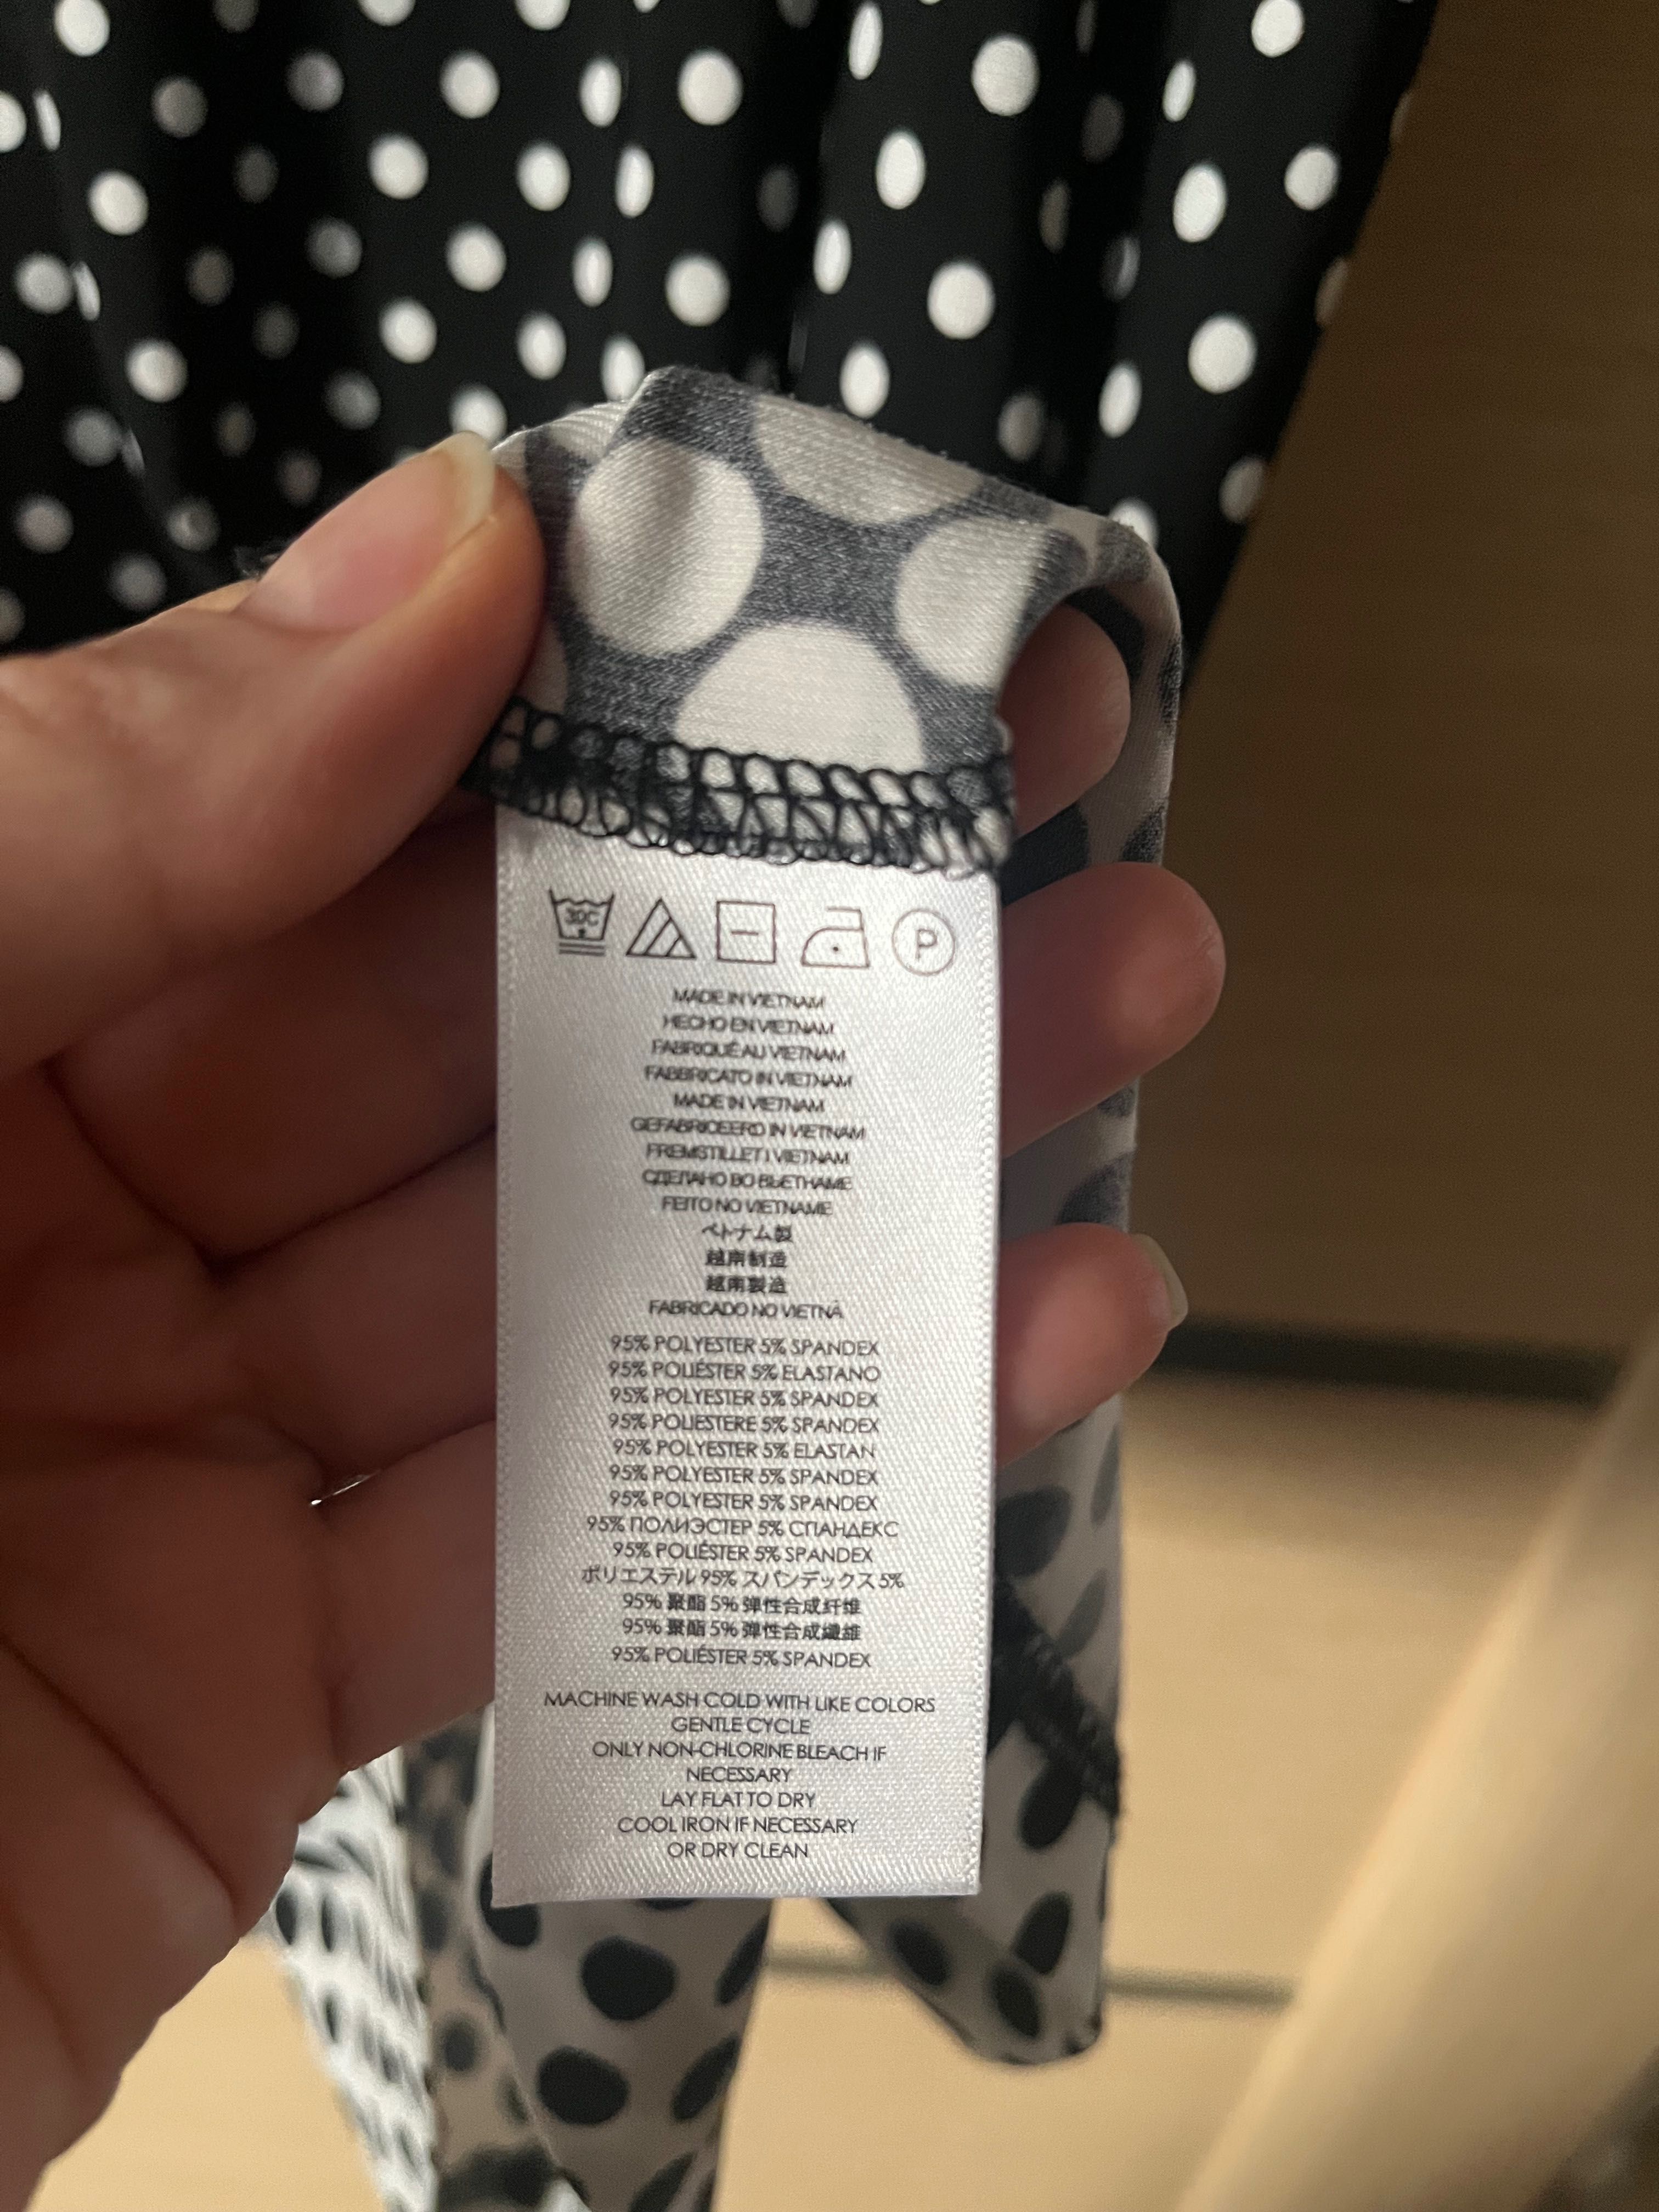 30C P
MADE IN VIETNAM
HECHO EN VIETNAM
FABRIQUÉ AU VIETNAM
FABBRICATO IN VIETNAM
MADE IN VIETNAM
GEFABRICEERD IN VIETNAM
FREMSTILLET I VIETNAM
СДЕЛАНО ВО ВЬЕТНАМЕ
FEITO NO VIETNAME
ベトナム製
越南制造
越南製造
FABRICADO NO VIETNÃ
95% POLYESTER 5% SPANDEX
95% POLIÉSTER 5% ELASTANO
95% POLYESTER 5% SPANDEX
95% POLIESTERE 5% SPANDEX
95% POLYESTER 5% ELASTAN
95% POLYESTER 5% SPANDEX
95% POLYESTER 5% SPANDEX
95% ПОЛИЭСТЕР 5% СПАНДЕКС
95% POLIÉSTER 5% SPANDEX
ポリエステル 95% スパンデックス 5%
95% 聚酯 5% 弹性合成纤维
95% 聚酯 5% 弹性合成纖維
95% POLIÉSTER 5% SPANDEX
MACHINE WASH COLD WITH LIKE COLORS
GENTLE CYCLE
ONLY NON-CHLORINE BLEACH IF
NECESSARY
LAY FLAT TO DRY
COOL IRON IF NECESSARY
OR DRY CLEAN